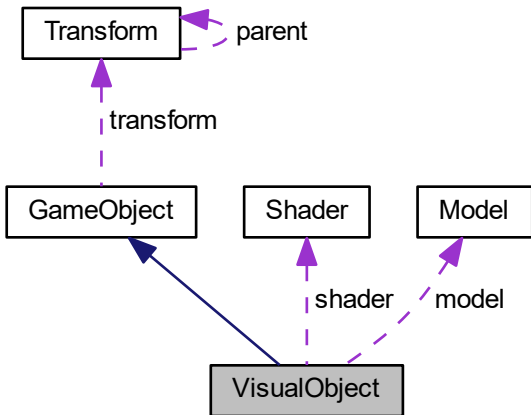 Transform
parent
transform
GameObject
Shader
Model
shader
model
VisualObject